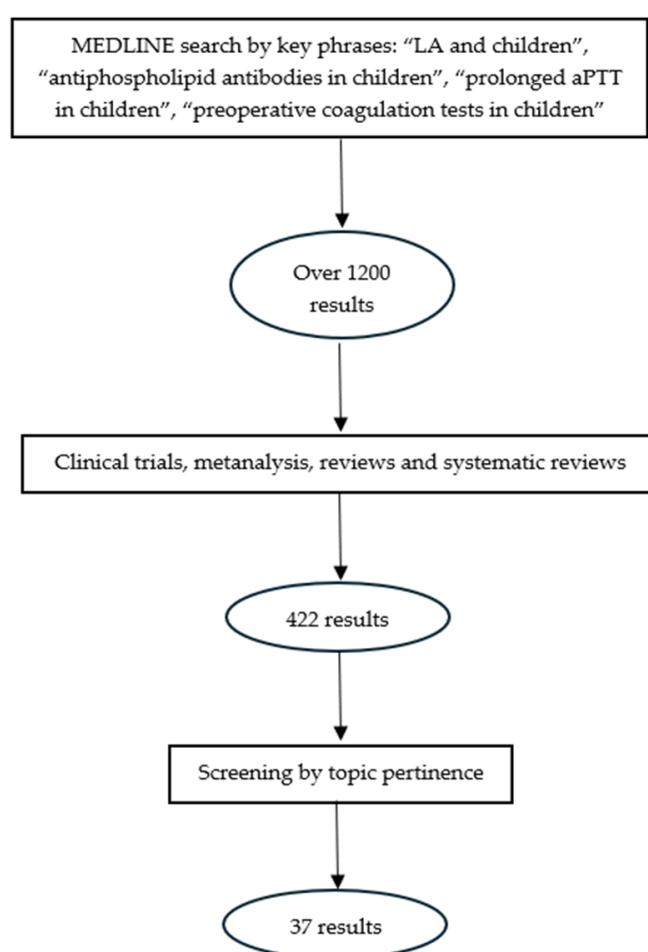 MEDLINE search by key phrases: “LA and children”,
“antiphospholipid antibodies in children”, “prolonged aPTT
in children”, “preoperative coagulation tests in children”
Over 1200
results
Clinical trials, metanalysis, reviews and systematic reviews
422 results
Screening by topic pertinence
37 results